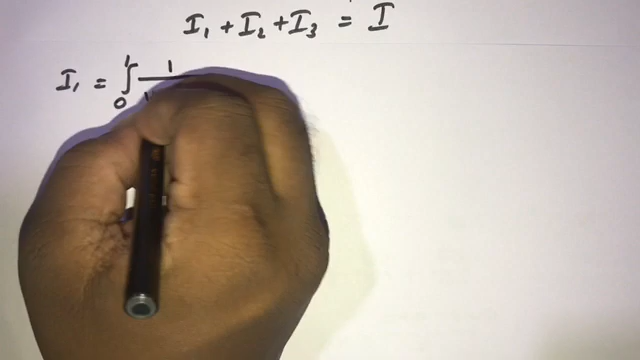 I₁ + I₂ + I₃ = I
I₁ = ∫₀¹ 1